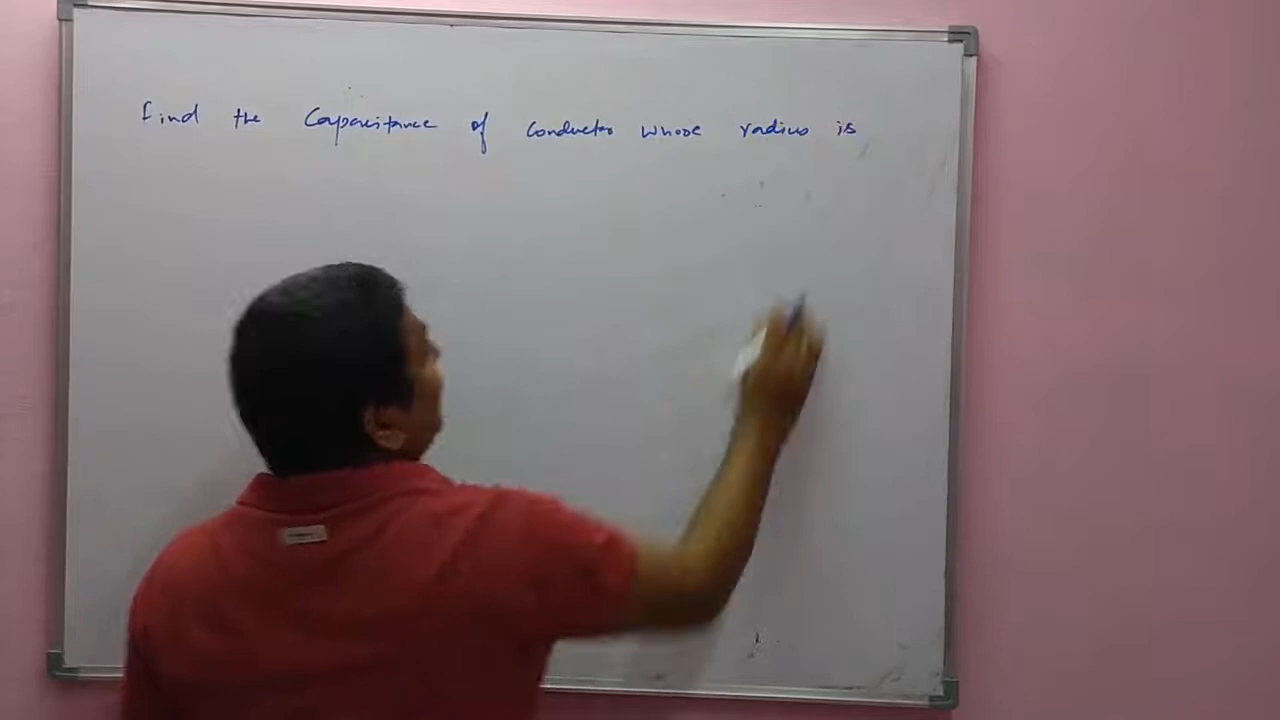 Find the Capacitance of conductor whose radius is